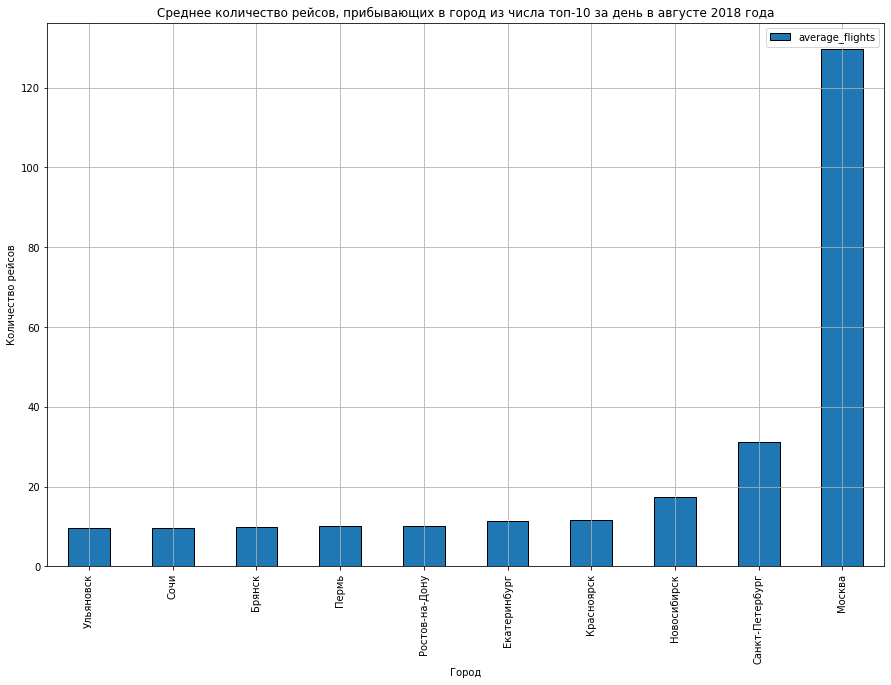 Среднее количество рейсов, прибывающих в город из числа топ-10 за день в августе 2018 года
average_flights
Количество рейсов
120
100
80
60
40
20
0
Ульяновск
Сочи
Брянск
Пермь
Ростов-на-Дону
Екатеринбург
Красноярск
Новосибирск
Санкт-Петербург
Москва
Город